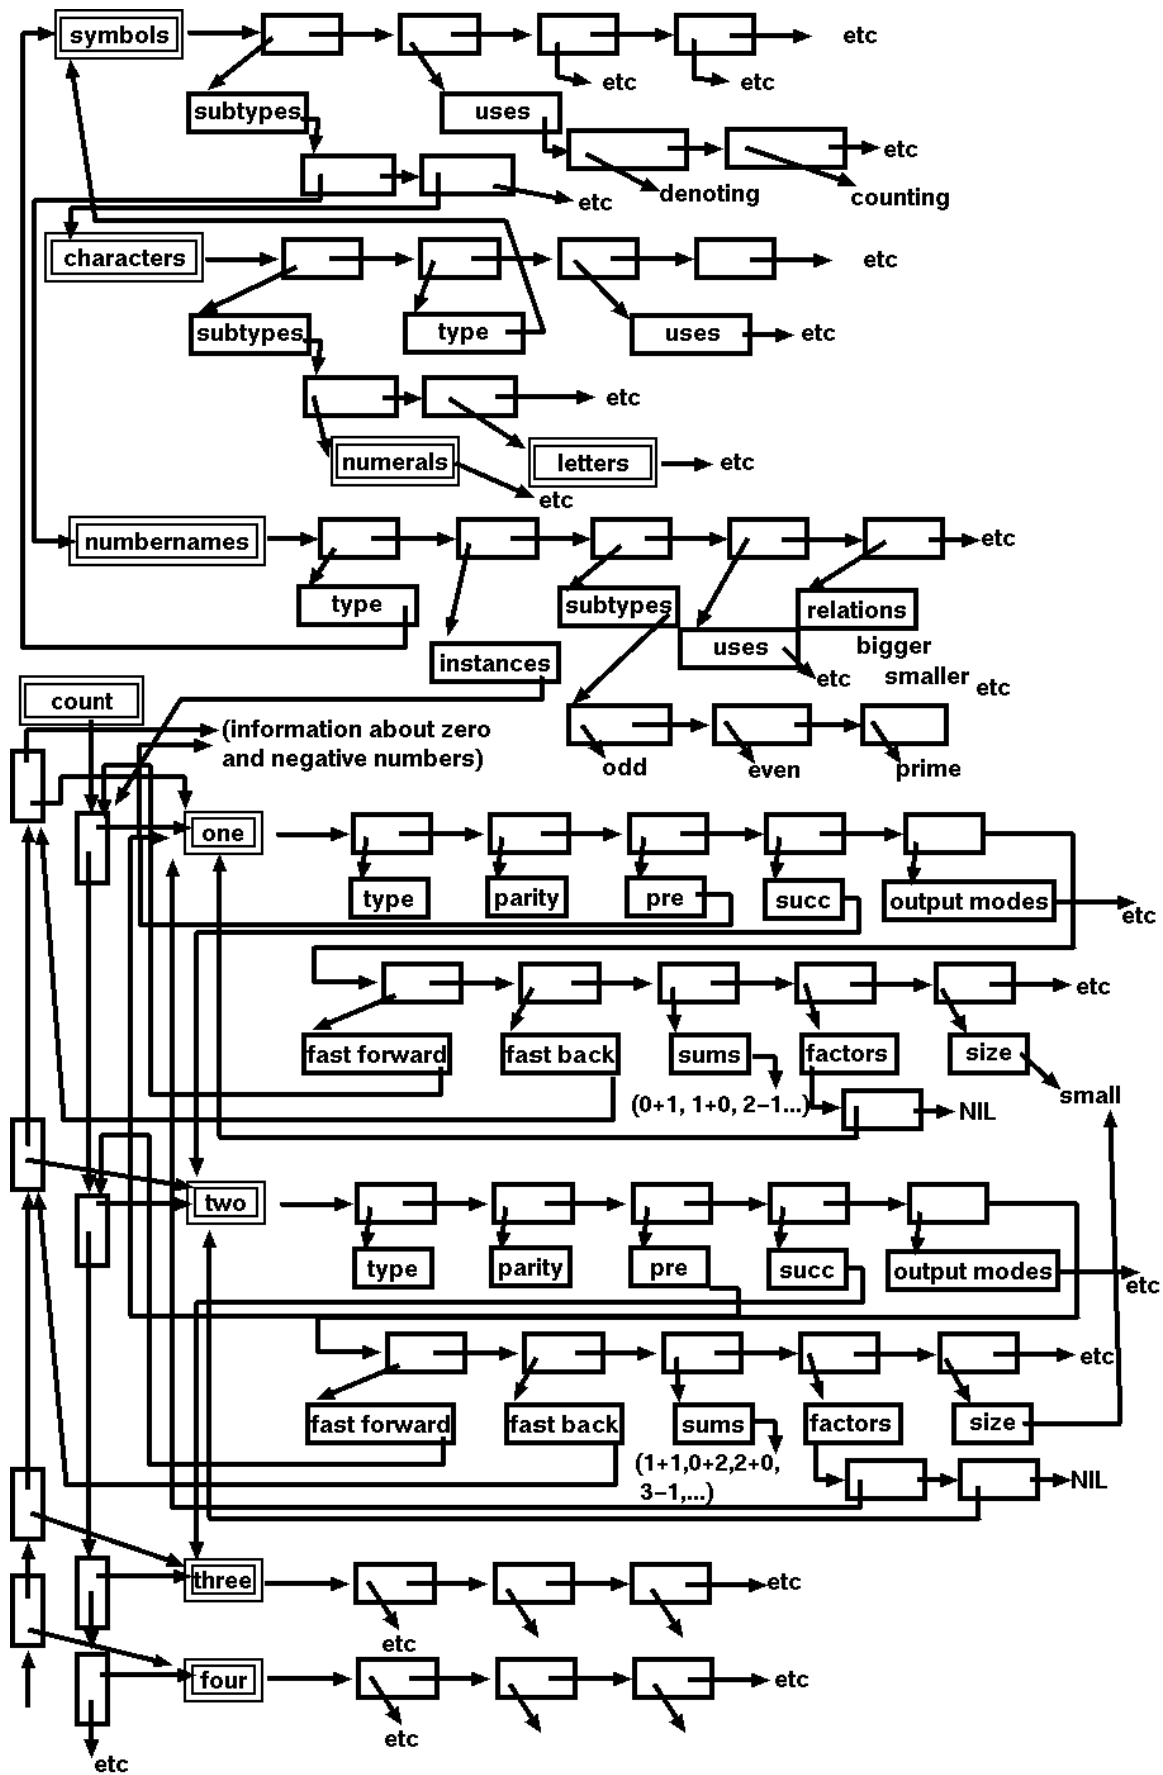 symbols
etc
etc
etc
subtypes
uses
etc
denoting
counting
etc
characters
etc
subtypes
type
uses
etc
etc
numerals
letters
etc
etc
numbernames
etc
type
subtypes
relations
uses
bigger
instances
etc
smaller
etc
count
(information about zero
and negative numbers)
odd
even
prime
one
type
parity
pre
succ
output modes
etc
etc
fast forward
fast back
sums
factors
size
small
(0+1, 1+0, 2−1...)
NIL
two
type
parity
pre
succ
output modes
etc
etc
fast forward
fast back
sums
factors
size
(1+1,0+2,2+0,
3−1,...)
NIL
three
etc
etc
four
etc
etc
etc